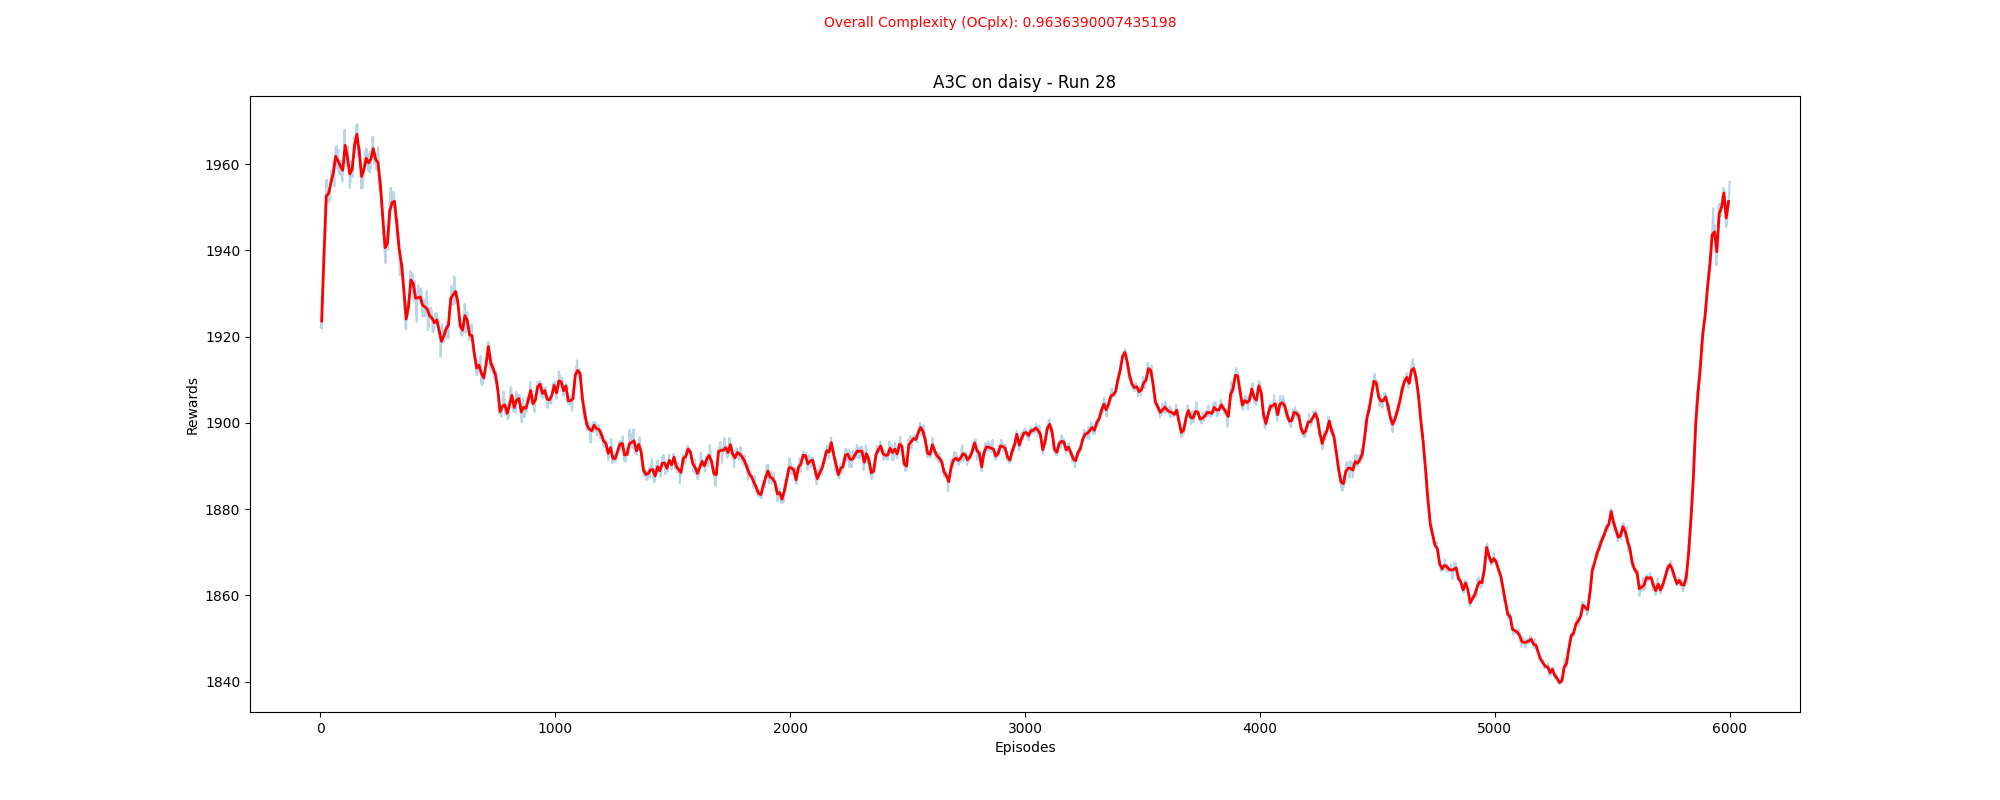 Overall Complexity (OCplx): 0.9636390007435198
A3C on daisy - Run 28
1960
1940
1920
1900
1880
1860
1840
Rewards
0 1000 2000 3000 4000 5000 6000
Episodes